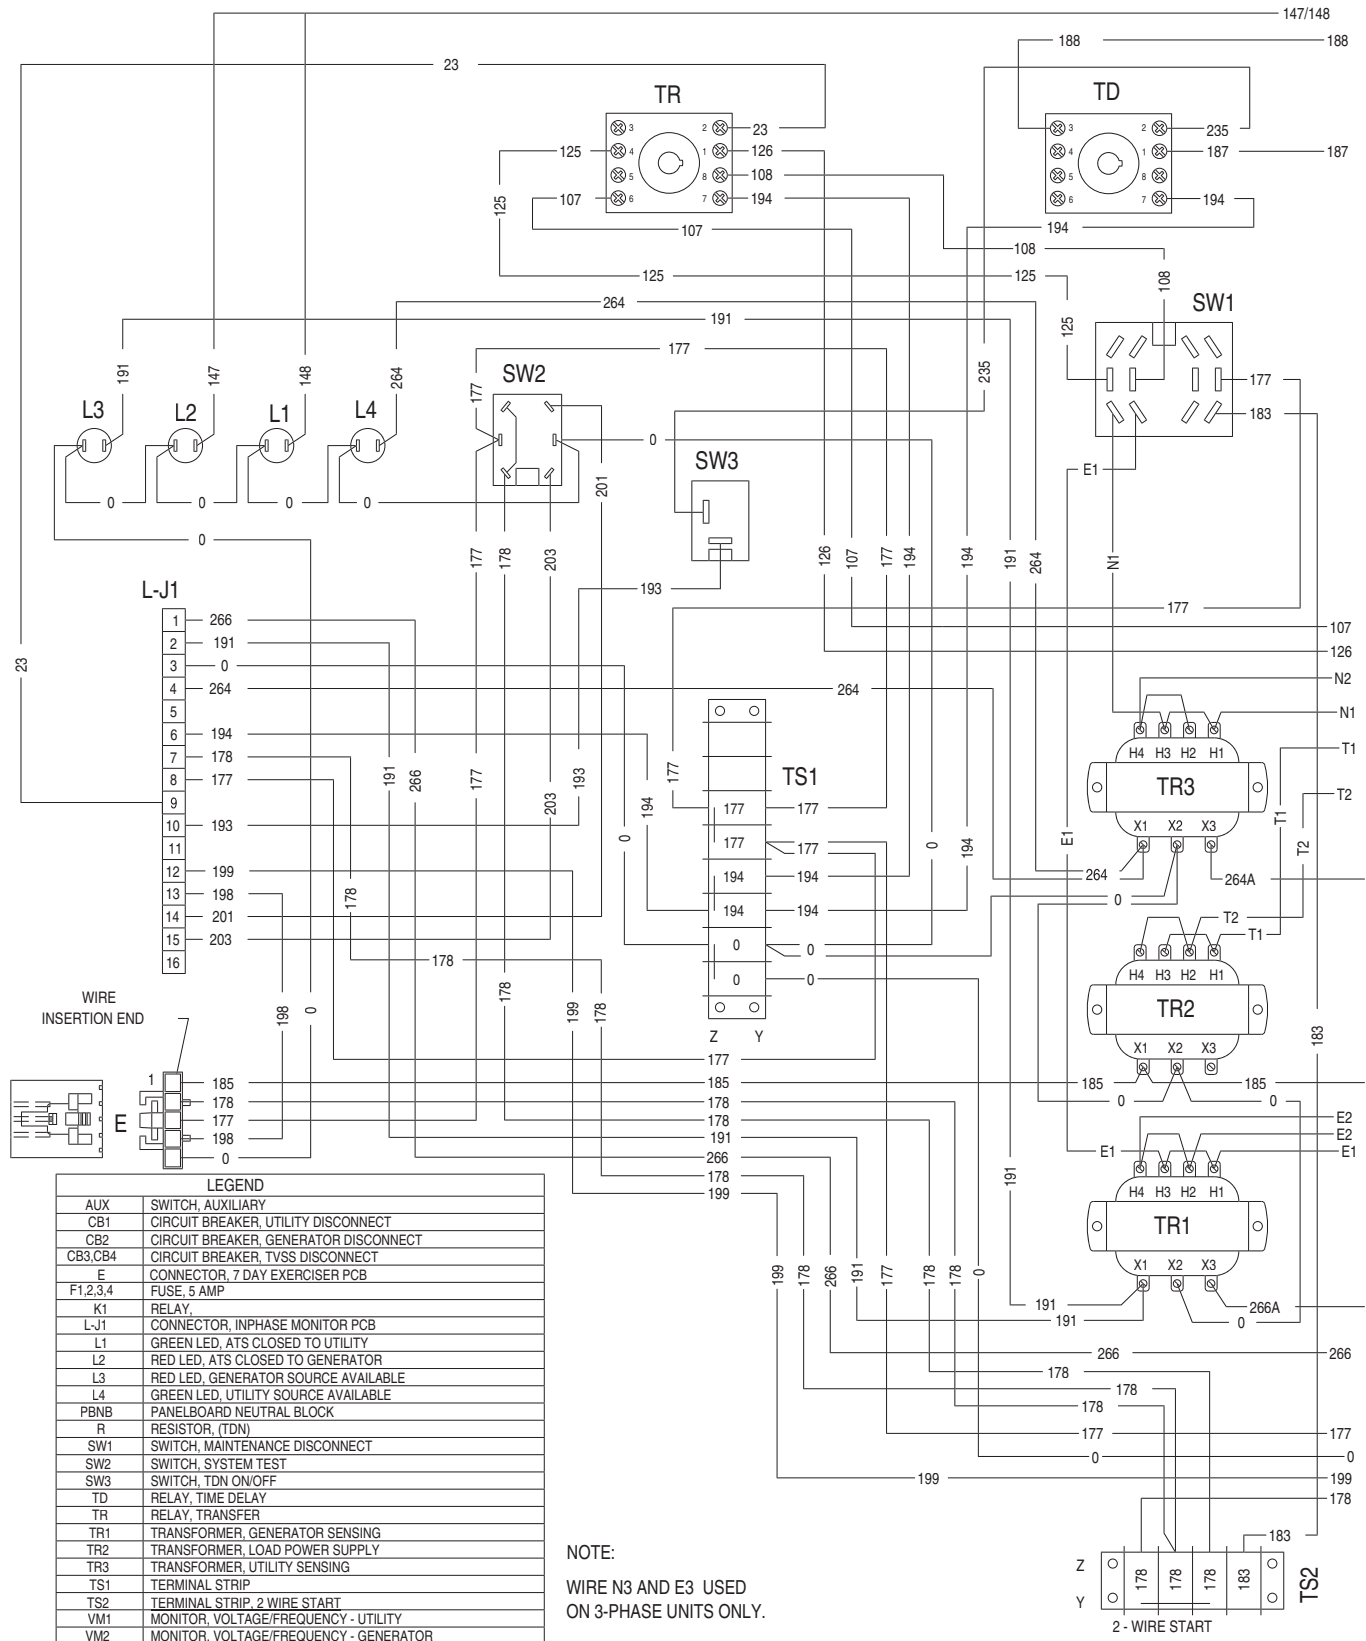 147/148
188
188
23
TR
TD
3
2
23
4
1
126
5
8
108
6
7
194
125
107
3
2
235
4
1
187
187
5
8
6
7
194
125
107
194
108
125
125
108
264
SW1
191
125
177
191
147
148
264
177
SW2
235
177
L3
L2
L1
L4
183
0
SW3
E1
0
0
0
0
201
0
177
178
203
126
107
177
194
194
191
264
N1
L-J1
193
177
1
266
107
2
191
126
3
0
23
4
264
264
N2
5
N1
6
194
H4 H3 H2 H1
T1
7
178
TS1
TR3
8
177
191
266
177
203
193
177
T2
9
194
177
177
T1
10
193
0
177
177
0
X1 X2 X3
E1
T2
11
194
194
194
12
199
178
264
264A
13
198
194
194
0
14
201
T2
15
203
0
0
T1
16
178
0
0
H4 H3 H2 H1
WIRE
INSERTION END
198
0
178
199
178
TR2
183
Z Y
X1 X2 X3
177
1
185
185
185
185
178
178
0
0
E
177
178
E2
198
191
E2
0
266
E1
E1
178
199
H4 H3 H2 H1
191
TR1
199
178
266
191
177
178
178
0
X1 X2 X3
191
266A
191
0
266
266
178
178
178
177
177
0
0
199
199
178
183
LEGEND
AUX SWITCH, AUXILIARY
CB1 CIRCUIT BREAKER, UTILITY DISCONNECT
CB2 CIRCUIT BREAKER, GENERATOR DISCONNECT
CB3,CB4 CIRCUIT BREAKER, TVSS DISCONNECT
E CONNECTOR, 7 DAY EXERCISER PCB
F1,2,3,4 FUSE, 5 AMP
K1 RELAY,
L-J1 CONNECTOR, INPHASE MONITOR PCB
L1 GREEN LED, ATS CLOSED TO UTILITY
L2 RED LED, ATS CLOSED TO GENERATOR
L3 RED LED, GENERATOR SOURCE AVAILABLE
L4 GREEN LED, UTILITY SOURCE AVAILABLE
PBNB PANELBOARD NEUTRAL BLOCK
R RESISTOR, (TDN)
SW1 SWITCH, MAINTENANCE DISCONNECT
SW2 SWITCH, SYSTEM TEST
SW3 SWITCH, TDN ON/OFF
TD RELAY, TIME DELAY
TR RELAY, TRANSFER
TR1 TRANSFORMER, GENERATOR SENSING
TR2 TRANSFORMER, LOAD POWER SUPPLY
TR3 TRANSFORMER, UTILITY SENSING
TS1 TERMINAL STRIP
TS2 TERMINAL STRIP, 2 WIRE START
VM1 MONITOR, VOLTAGE/FREQUENCY - UTILITY
VM2 MONITOR, VOLTAGE/FREQUENCY - GENERATOR
NOTE:
WIRE N3 AND E3 USED
ON 3-PHASE UNITS ONLY.
Z
Y
178
178
178
183
TS2
2 - WIRE START